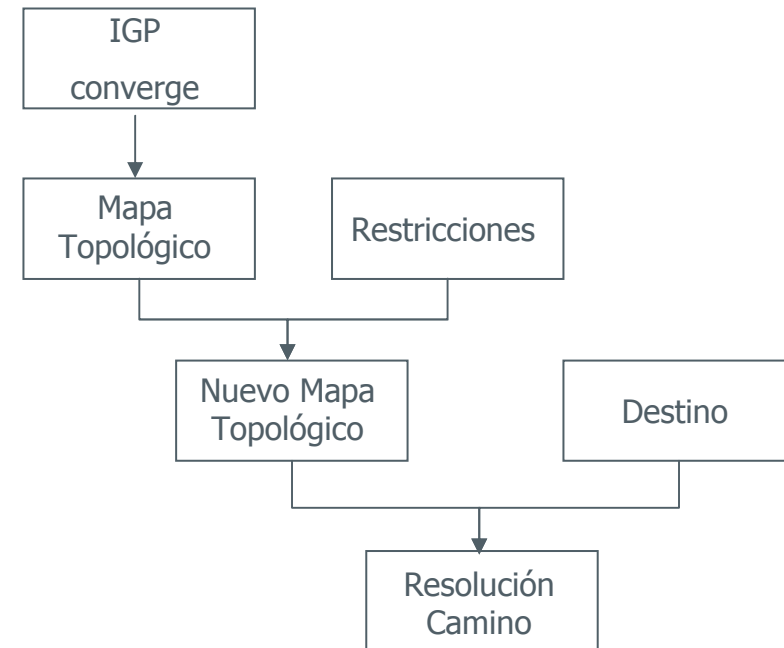 IGP
converge
Mapa
Topológico
Restricciones
Nuevo Mapa
Topológico
Destino
Resolución
Camino